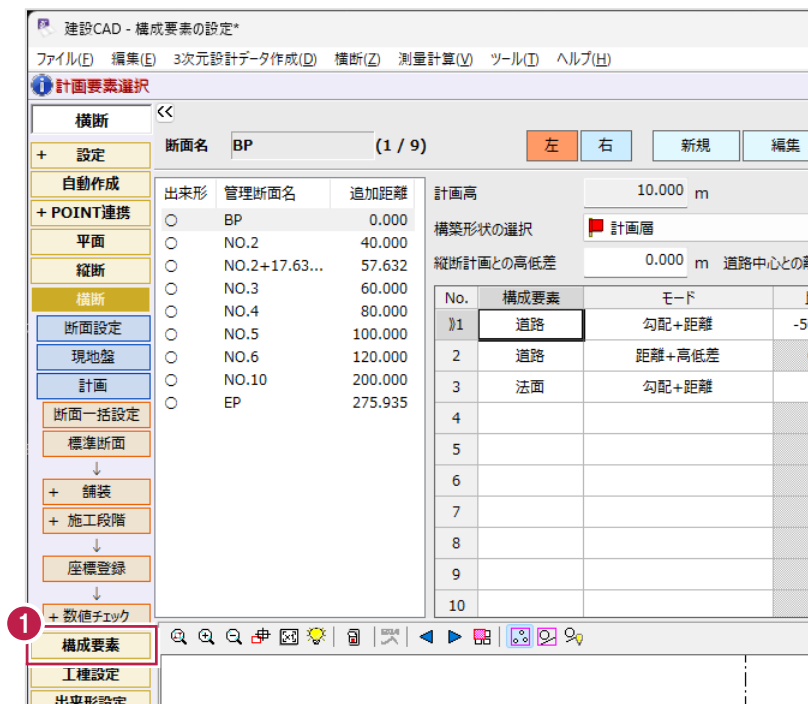 建設CAD - 構成要素の設定*
ファイル(F) 編集(E) 3次元設計データ作成(D) 横断(Z) 測量計算(V) ツール(T) ヘルプ(H)
計画要素選択
横断
+ 設定
自動作成
+ POINT連携
平面
縦断
横断
断面設定
現地盤
計画
断面一括設定
標準断面
↓
+ 舗装
+ 施工段階
↓
座標登録
↓
+ 数値チェック
1
構成要素
工種設定
出来形設定
断面名 BP (1 / 9)
左 右 新規 編集
出来形 管理断面名 追加距離
○ BP 0.000
○ NO.2 40.000
○ NO.2+17.63... 57.632
○ NO.3 60.000
○ NO.4 80.000
○ NO.5 100.000
○ NO.6 120.000
○ NO.10 200.000
○ EP 275.935
計画高 10.000 m
構築形状の選択 計画層
縦断計画との高低差 0.000 m 道路中心との
No. 構成要素 モード
1 道路 勾配+距離 -5
2 道路 距離+高低差
3 法面 勾配+距離
4
5
6
7
8
9
10